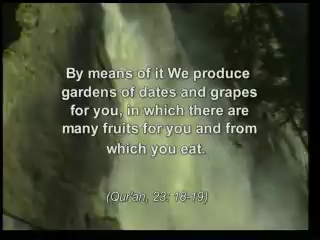 By means of it We produce
gardens of dates and grapes
for you, in which there are
many fruits for you and from
which you eat.
(Qur'an, 23: 18-19)